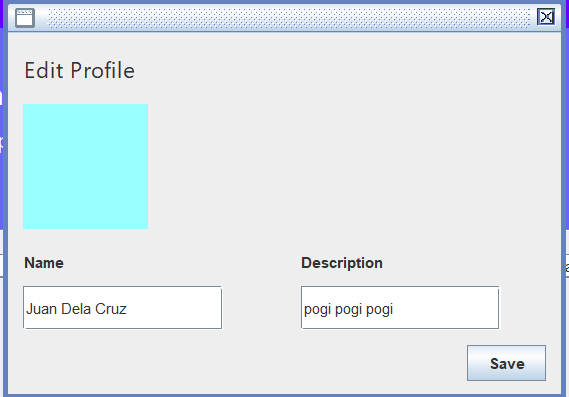 Edit Profile
Name
Description
Juan Dela Cruz
pogi pogi pogi
Save